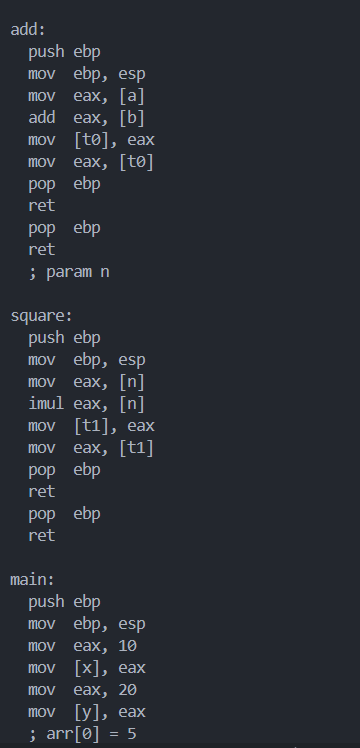 add:
  push ebp
  mov  ebp, esp
  mov  eax, [a]
  add  eax, [b]
  mov  [t0], eax
  mov  eax, [t0]
  pop  ebp
  ret
  pop  ebp
  ret
  ; param n
square:
  push ebp
  mov  ebp, esp
  mov  eax, [n]
  imul eax, [n]
  mov  [t1], eax
  mov  eax, [t1]
  pop  ebp
  ret
  pop  ebp
  ret
main:
  push ebp
  mov  ebp, esp
  mov  eax, 10
  mov  [x], eax
  mov  eax, 20
  mov  [y], eax
  ; arr[0] = 5